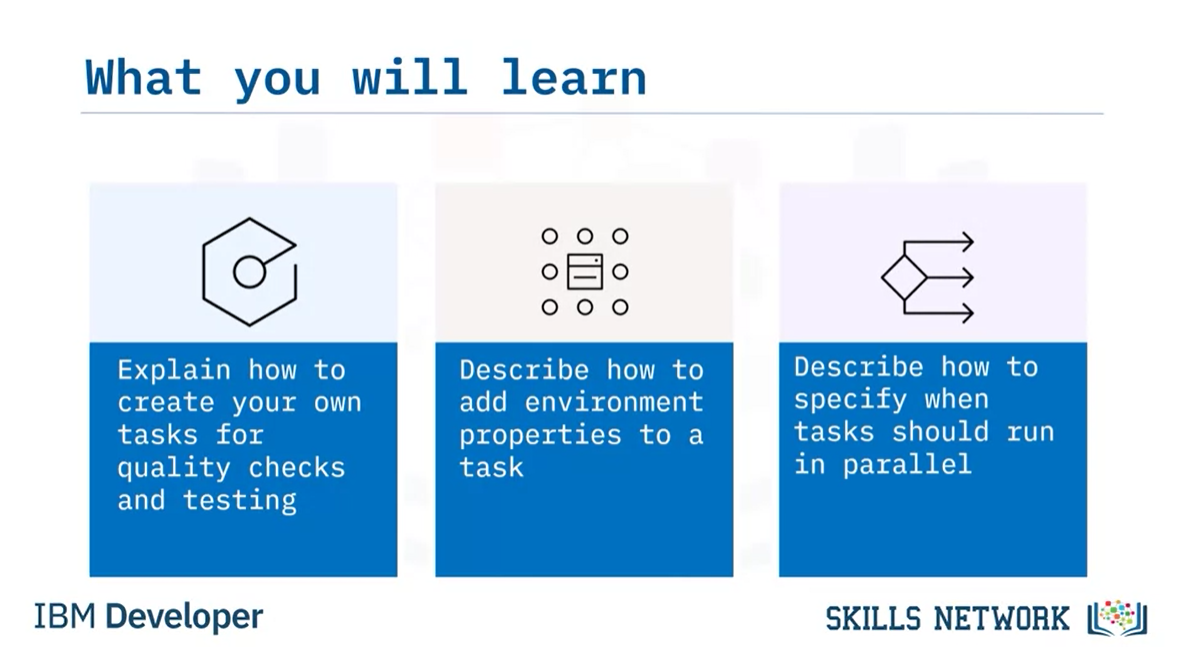 What you will learn
Explain how to
create your own
tasks for
quality checks
and testing
Describe how to
add environment
properties to a
task
Describe how to
specify when
tasks should run
in parallel
IBM Developer
SKILLS NETWORK